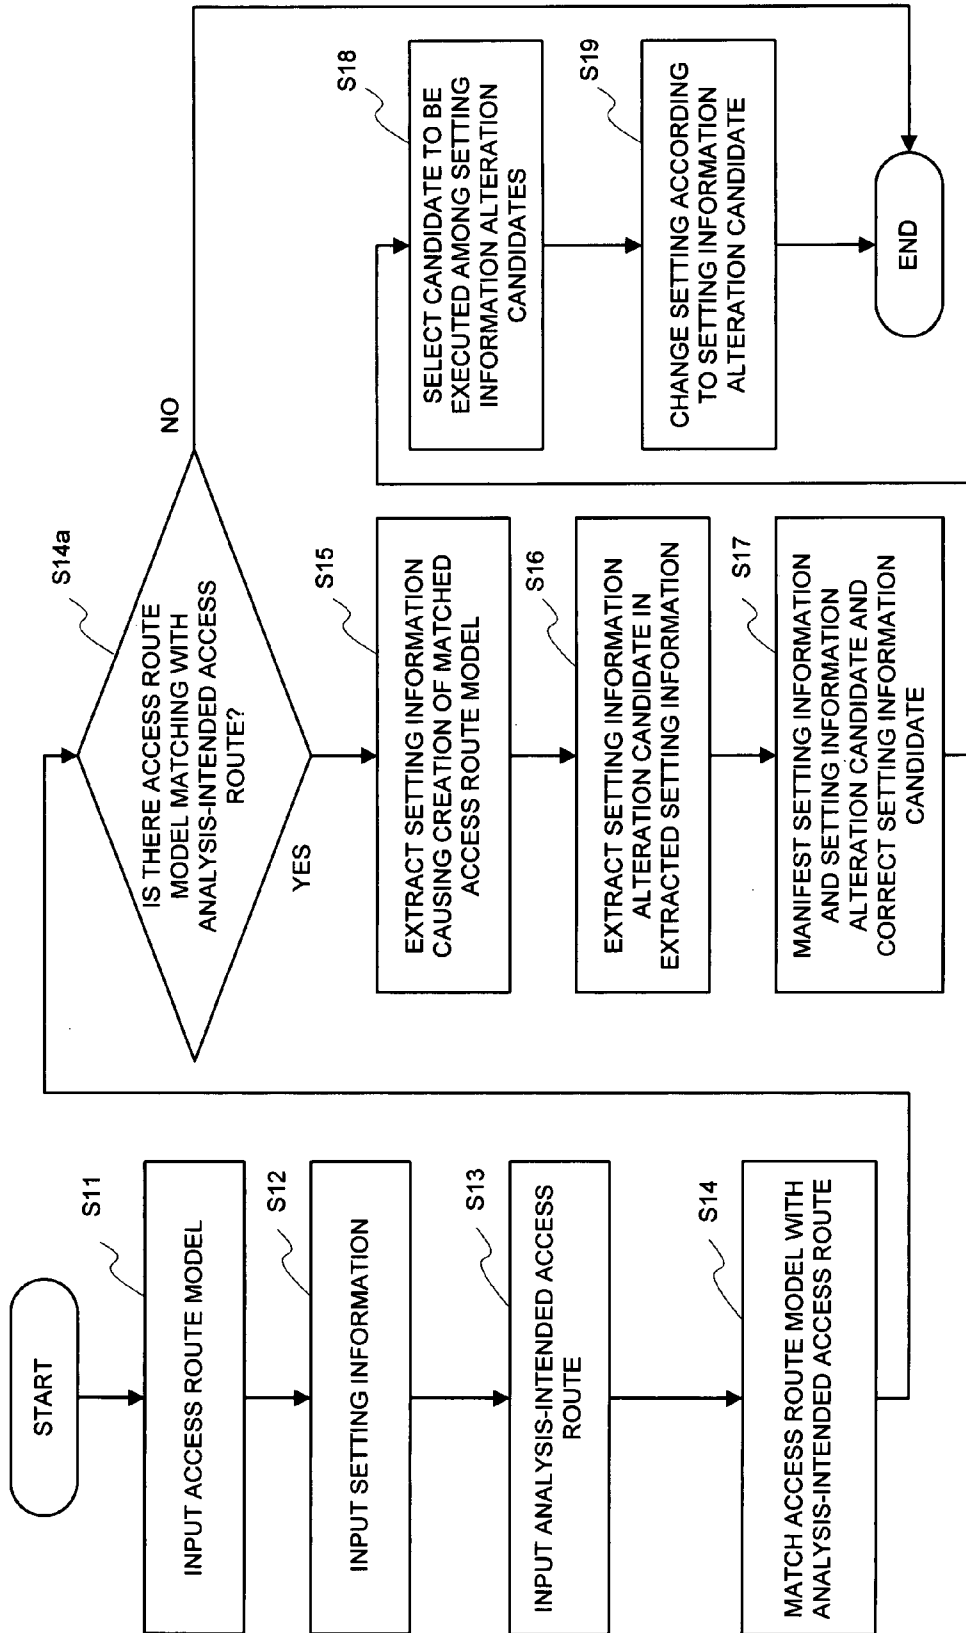 START
S11
INPUT ACCESS ROUTE MODEL
S12
INPUT SETTING INFORMATION
S13
INPUT ANALYSIS-INTENDED ACCESS
ROUTE
S14
MATCH ACCESS ROUTE MODEL WITH
ANALYSIS-INTENDED ACCESS ROUTE
S14a
IS THERE ACCESS ROUTE
MODEL MATCHING WITH
ANALYSIS-INTENDED ACCESS
ROUTE?
NO
YES
S15
EXTRACT SETTING INFORMATION
CAUSING CREATION OF MATCHED
ACCESS ROUTE MODEL
S16
EXTRACT SETTING INFORMATION
ALTERATION CANDIDATE IN
EXTRACTED SETTING INFORMATION
S17
MANIFEST SETTING INFORMATION
AND SETTING INFORMATION
ALTERATION CANDIDATE AND
CORRECT SETTING INFORMATION
CANDIDATE
S18
SELECT CANDIDATE TO BE
EXECUTED AMONG SETTING
INFORMATION ALTERATION
CANDIDATES
S19
CHANGE SETTING ACCORDING
TO SETTING INFORMATION
ALTERATION CANDIDATE
END